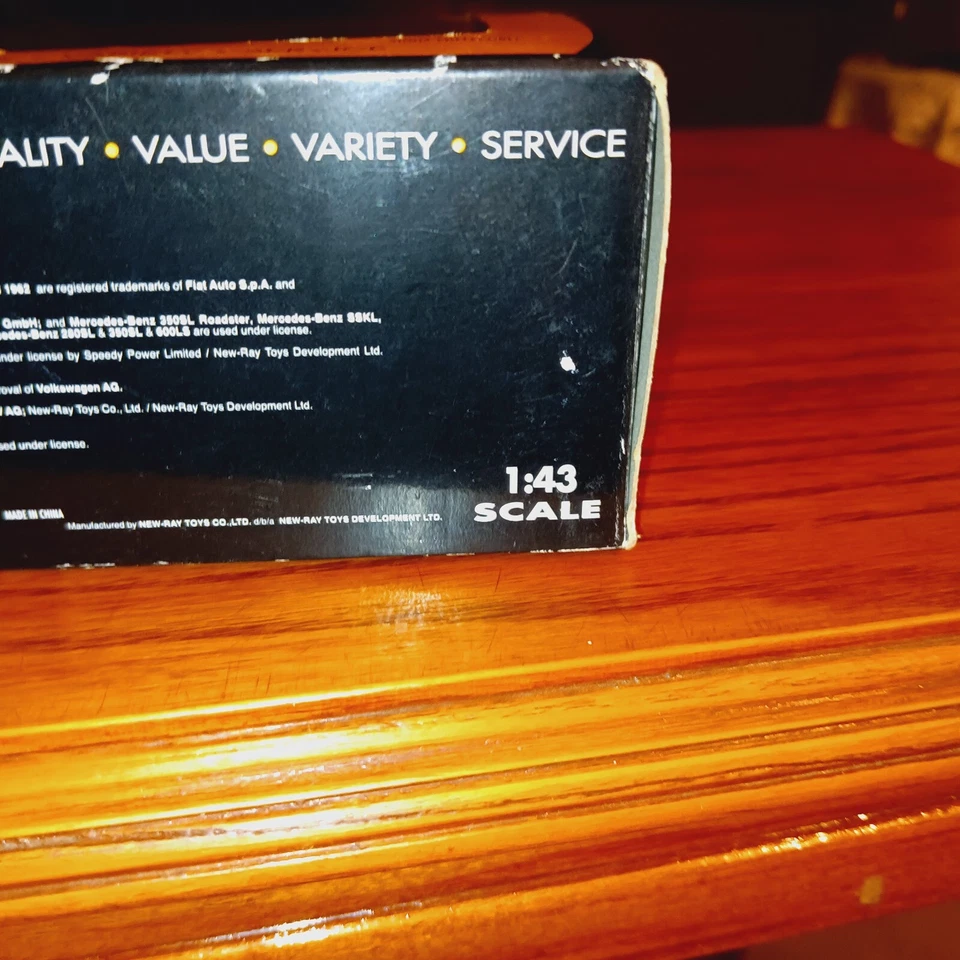 ALITY • VALUE • VARIETY • SERVICE
1962 are registered trademarks of Fiat Auto S.p.A. and
GmbH; and Mercedes-Benz 350SL Roadster, Mercedes-Benz SSKL,
edes-Benz 280SL & 350SL & 600LS are used under license.
nder license by Speedy Power Limited / New-Ray Toys Development Ltd.
roval of Volkswagen AG.
AG; New-Ray Toys Co., Ltd. / New-Ray Toys Development Ltd.
sed under license.
1:43
SCALE
MADE IN CHINA
Manufactured by NEW-RAY TOYS CO.,LTD. d/b/a NEW-RAY TOYS DEVELOPMENT LTD.